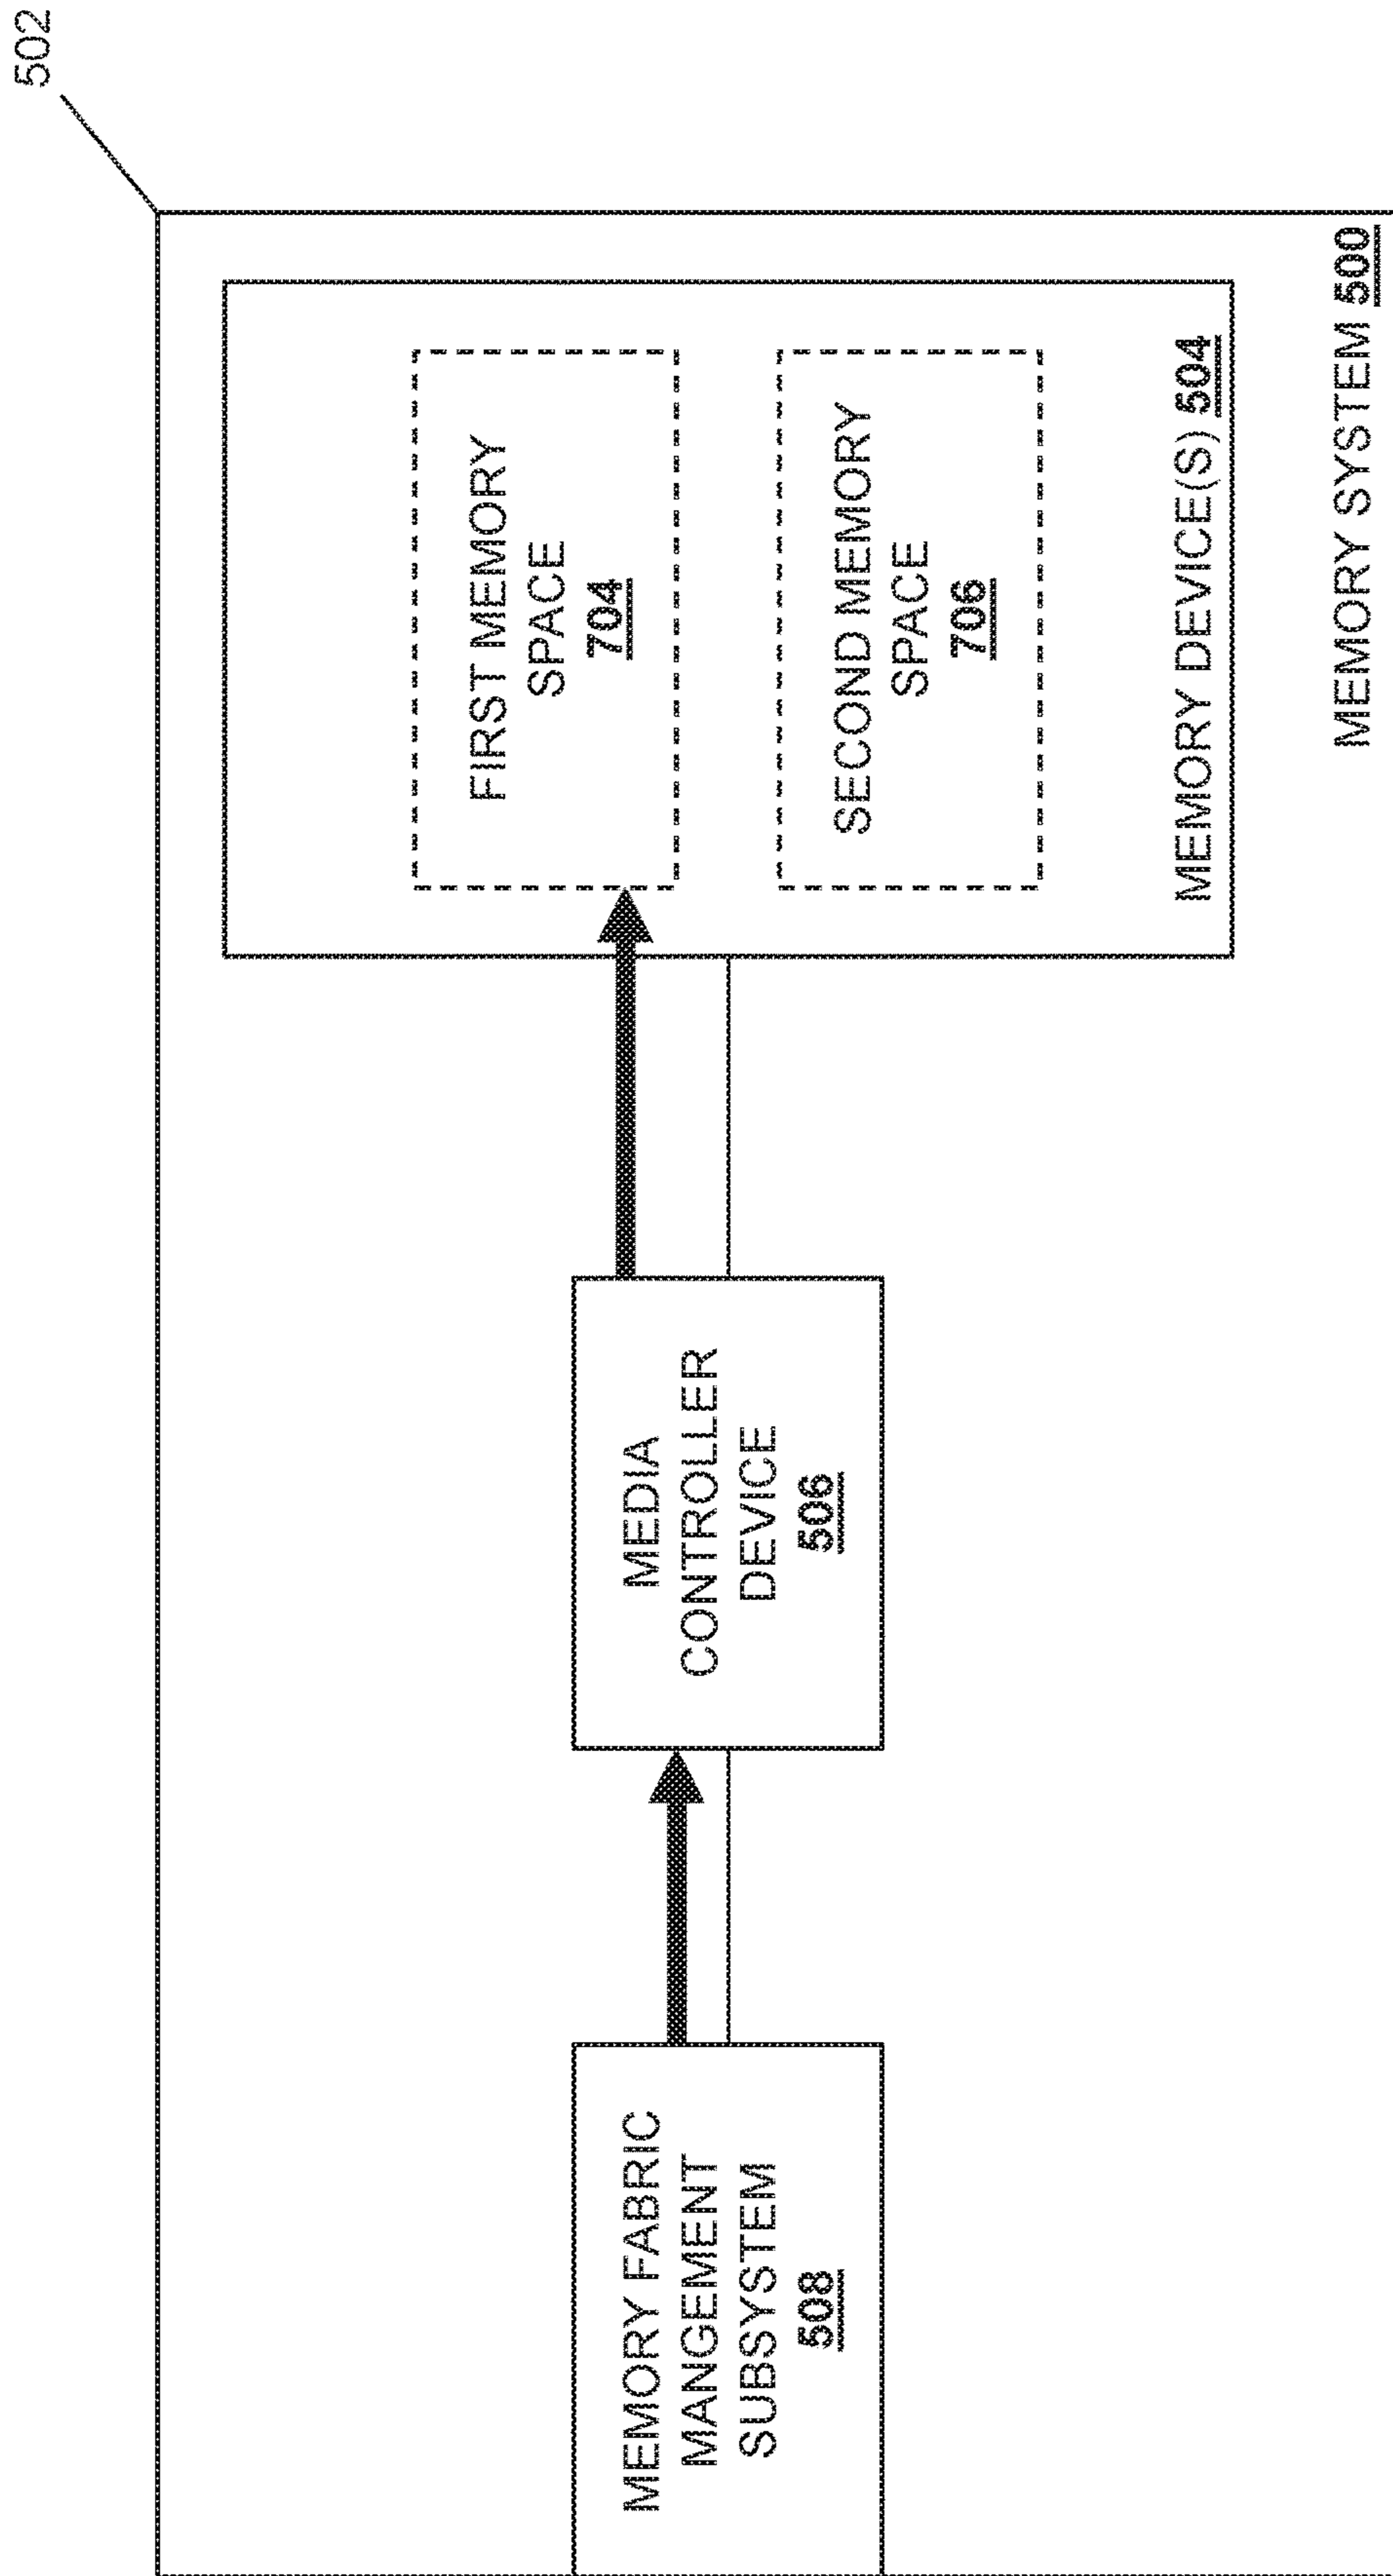 502
MEMORY FABRIC
MANGEMENT
SUBSYSTEM
508
MEDIA
CONTROLLER
DEVICE
506
FIRST MEMORY
SPACE
704
SECOND MEMORY
SPACE
706
MEMORY DEVICE(S) 504
MEMORY SYSTEM 500